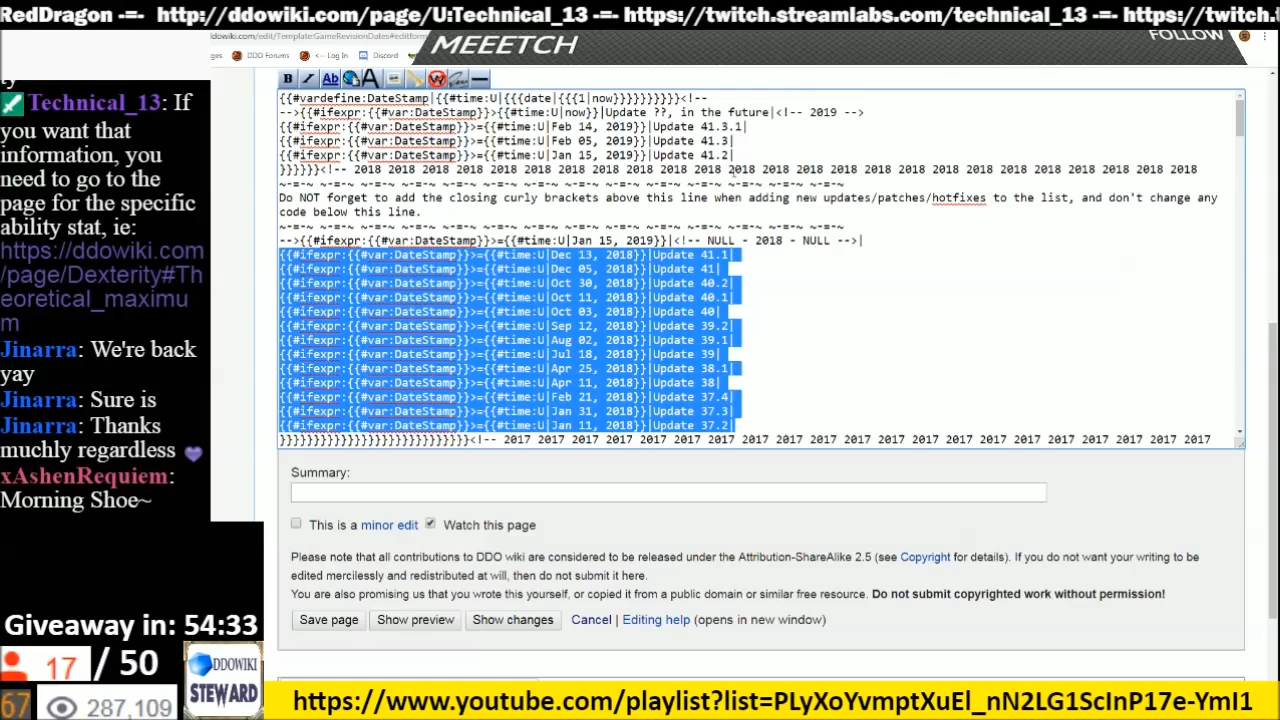 RedDragon -=- http://ddowiki.com/page/U:Technical_13 -=- https://twitch.streamlabs.com/technical_13 -=- https://twitch.t
ddowiki.com/edit/Template:GameRevisionDates#editform
MEEETCH
FOLLOW
ges DDO Forums <-- Log In Discord
ty
Technical_13: If
you want that
information, you
need to go to the
page for the specific
ability stat, ie:
https://ddowiki.com
/page/Dexterity#Th
eoretical_maximu
m
Jinarra: We're back
yay
Jinarra: Sure is
Jinarra: Thanks
muchly regardless
xAshenRequiem:
Morning Shoe~
B I Ab A W
{{#vardefine:DateStamp|{{#time:U|{{{date|{{{1|now}}}}}}}}}}<!--
-->{{#ifexpr:{{#var:DateStamp}}>{{#time:U|now}}|Update ??, in the future|<!-- 2019 -->
{{#ifexpr:{{#var:DateStamp}}>={{#time:U|Feb 14, 2019}}|Update 41.3.1|
{{#ifexpr:{{#var:DateStamp}}>={{#time:U|Feb 05, 2019}}|Update 41.3|
{{#ifexpr:{{#var:DateStamp}}>={{#time:U|Jan 15, 2019}}|Update 41.2|
}}}}}}<!-- 2018 2018 2018 2018 2018 2018 2018 2018 2018 2018 2018 2018 2018 2018 2018 2018 2018 2018 2018 2018 2018 2018 2018 2018 2018
~-=-~ ~-=-~ ~-=-~ ~-=-~ ~-=-~ ~-=-~ ~-=-~ ~-=-~ ~-=-~ ~-=-~ ~-=-~ ~-=-~ ~-=-~ ~-=-~ ~-=-~
Do NOT forget to add the closing curly brackets above this line when adding new updates/patches/hotfixes to the list, and don't change any
code below this line.
~-=-~ ~-=-~ ~-=-~ ~-=-~ ~-=-~ ~-=-~ ~-=-~ ~-=-~ ~-=-~ ~-=-~ ~-=-~ ~-=-~ ~-=-~ ~-=-~ ~-=-~
-->{{#ifexpr:{{#var:DateStamp}}>={{#time:U|Jan 15, 2019}}|<!-- NULL - 2018 - NULL -->|
{{#ifexpr:{{#var:DateStamp}}>={{#time:U|Dec 13, 2018}}|Update 41.1|
{{#ifexpr:{{#var:DateStamp}}>={{#time:U|Dec 05, 2018}}|Update 41|
{{#ifexpr:{{#var:DateStamp}}>={{#time:U|Oct 30, 2018}}|Update 40.2|
{{#ifexpr:{{#var:DateStamp}}>={{#time:U|Oct 11, 2018}}|Update 40.1|
{{#ifexpr:{{#var:DateStamp}}>={{#time:U|Oct 03, 2018}}|Update 40|
{{#ifexpr:{{#var:DateStamp}}>={{#time:U|Sep 12, 2018}}|Update 39.2|
{{#ifexpr:{{#var:DateStamp}}>={{#time:U|Aug 02, 2018}}|Update 39.1|
{{#ifexpr:{{#var:DateStamp}}>={{#time:U|Jul 18, 2018}}|Update 39|
{{#ifexpr:{{#var:DateStamp}}>={{#time:U|Apr 25, 2018}}|Update 38.1|
{{#ifexpr:{{#var:DateStamp}}>={{#time:U|Apr 11, 2018}}|Update 38|
{{#ifexpr:{{#var:DateStamp}}>={{#time:U|Feb 21, 2018}}|Update 37.4|
{{#ifexpr:{{#var:DateStamp}}>={{#time:U|Jan 31, 2018}}|Update 37.3|
{{#ifexpr:{{#var:DateStamp}}>={{#time:U|Jan 11, 2018}}|Update 37.2|
}}}}}}}}}}}}}}}}}}}}}}}}}}}}<!-- 2017 2017 2017 2017 2017 2017 2017 2017 2017 2017 2017 2017 2017 2017 2017 2017 2017 2017 2017 2017 2017
Summary:
This is a minor edit Watch this page
Please note that all contributions to DDO wiki are considered to be released under the Attribution-ShareAlike 2.5 (see Copyright for details). If you do not want your writing to be
edited mercilessly and redistributed at will, then do not submit it here.
You are also promising us that you wrote this yourself, or copied it from a public domain or similar free resource. Do not submit copyrighted work without permission!
Save page Show preview Show changes Cancel | Editing help (opens in new window)
Giveaway in: 54:33
17 / 50
67 287,109
DDOWIKI
STEWARD
https://www.youtube.com/playlist?list=PLyXoYvmptXuEl_nN2LG1ScInP17e-YmI1